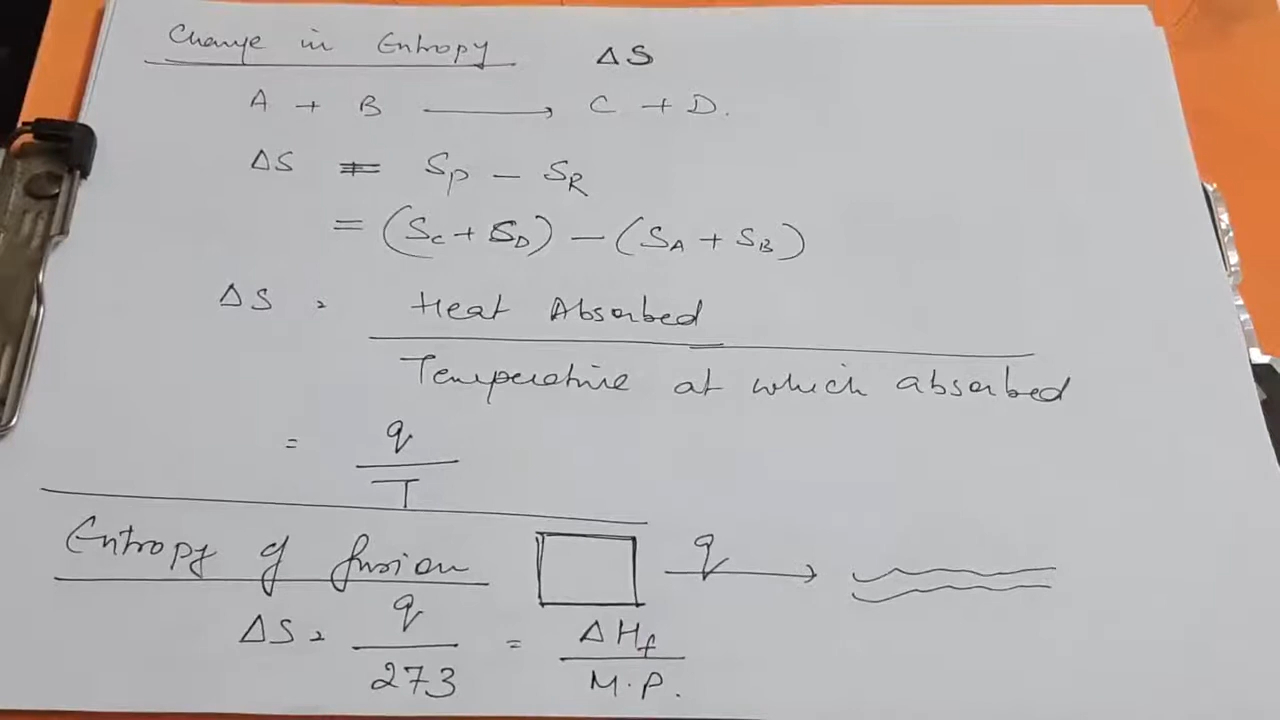 Change in Entropy ΔS
A + B ⟶ C + D.
ΔS = Sp − SR
= (Sc + SD) − (SA + SB)
ΔS = Heat Absorbed
Temperature at which absorbed
= q
T
Entropy of fusion q
ΔS = q / 273 = ΔHf / M.P.